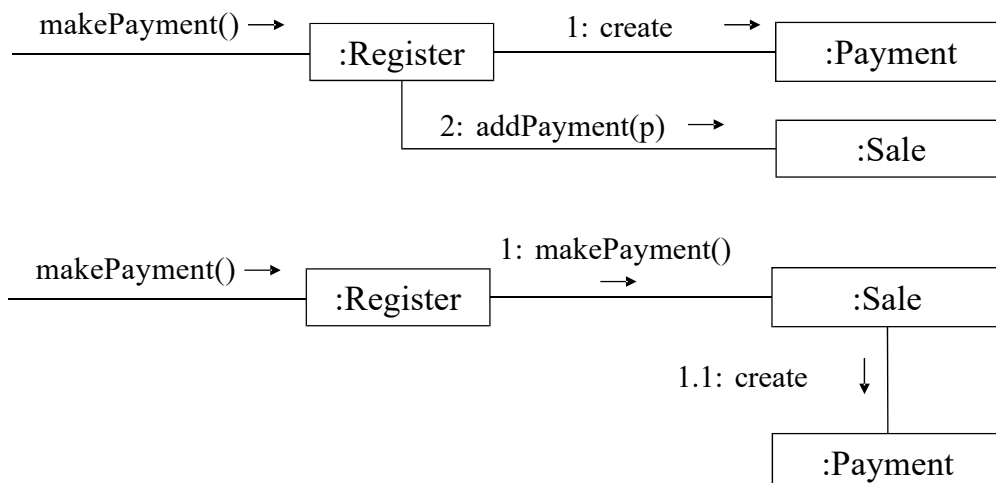 makePayment()
1: create
:Register
:Payment
2: addPayment(p)
:Sale
1: makePayment()
makePayment()
:Register
:Sale
1.1: create
:Payment